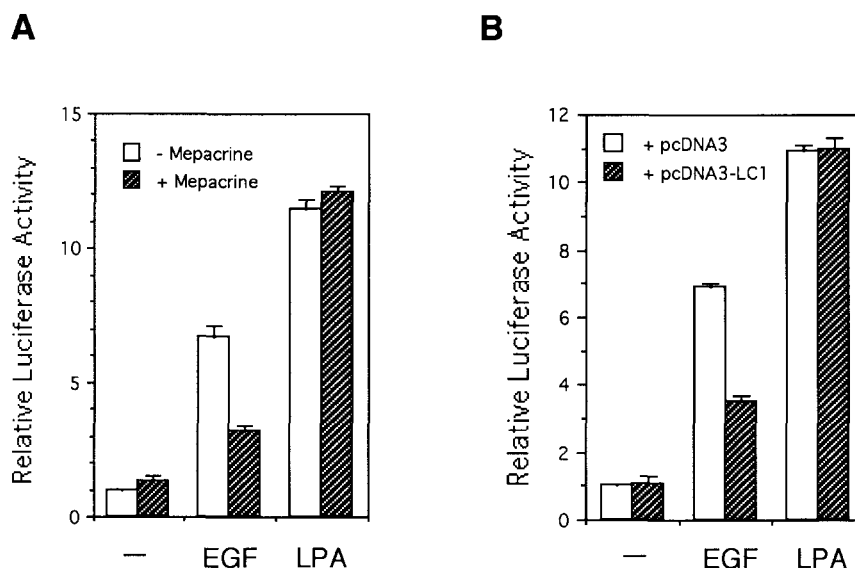 A
Relative Luciferase Activity
15
10
5
0
- Mepacrine
+ Mepacrine
— EGF LPA
B
Relative Luciferase Activity
12
10
8
6
4
2
0
+ pcDNA3
+ pcDNA3-LC1
— EGF LPA